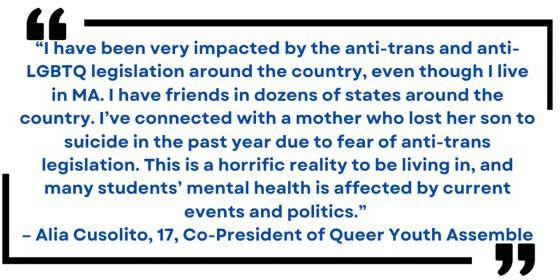 “I have been very impacted by the anti-trans and anti-
LGBTQ legislation around the country, even though I live
in MA. I have friends in dozens of states around the
country. I’ve connected with a mother who lost her son to
suicide in the past year due to fear of anti-trans
legislation. This is a horrific reality to be living in, and
many students’ mental health is affected by current
events and politics.”
– Alia Cusolito, 17, Co-President of Queer Youth Assemble